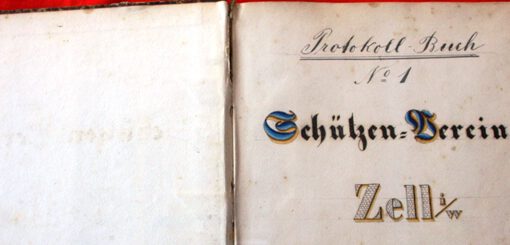 Protokoll-Buch
No 1
Schützen-Verein
Zell i/W